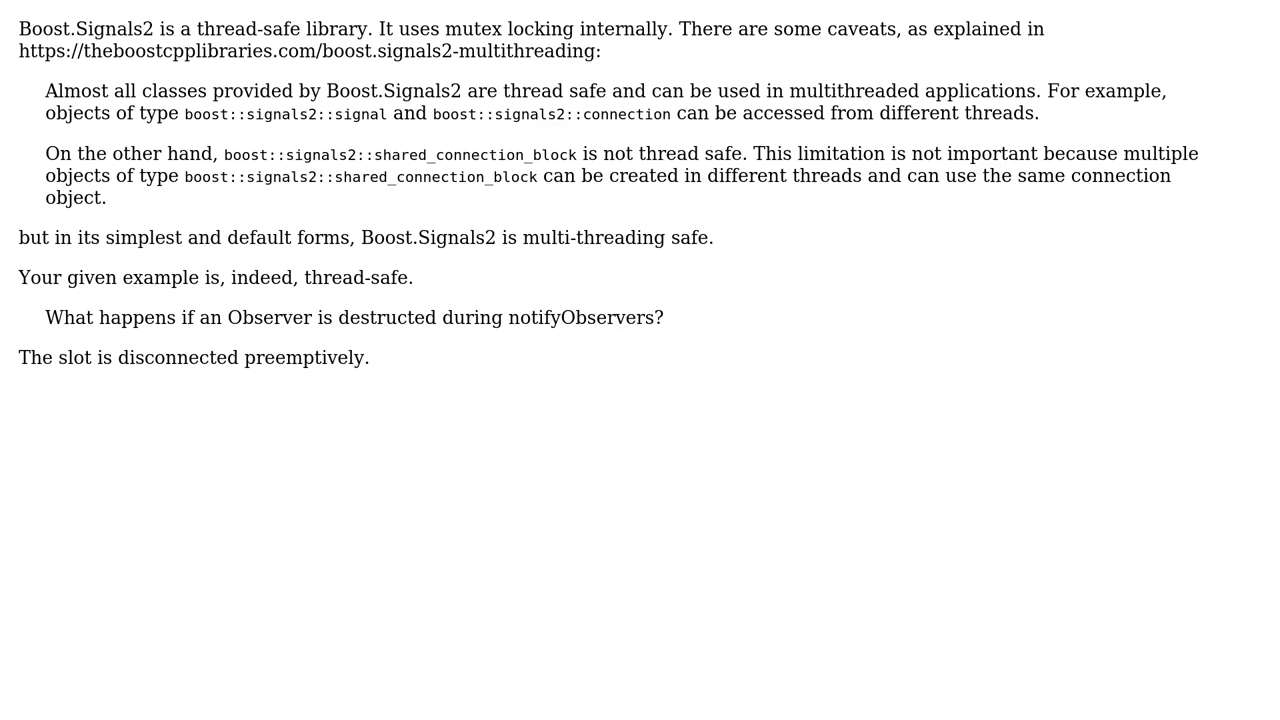 Boost.Signals2 is a thread-safe library. It uses mutex locking internally. There are some caveats, as explained in
https://theboostcpplibraries.com/boost.signals2-multithreading:
Almost all classes provided by Boost.Signals2 are thread safe and can be used in multithreaded applications. For example,
objects of type boost::signals2::signal and boost::signals2::connection can be accessed from different threads.
On the other hand, boost::signals2::shared_connection_block is not thread safe. This limitation is not important because multiple
objects of type boost::signals2::shared_connection_block can be created in different threads and can use the same connection
object.
but in its simplest and default forms, Boost.Signals2 is multi-threading safe.
Your given example is, indeed, thread-safe.
What happens if an Observer is destructed during notifyObservers?
The slot is disconnected preemptively.